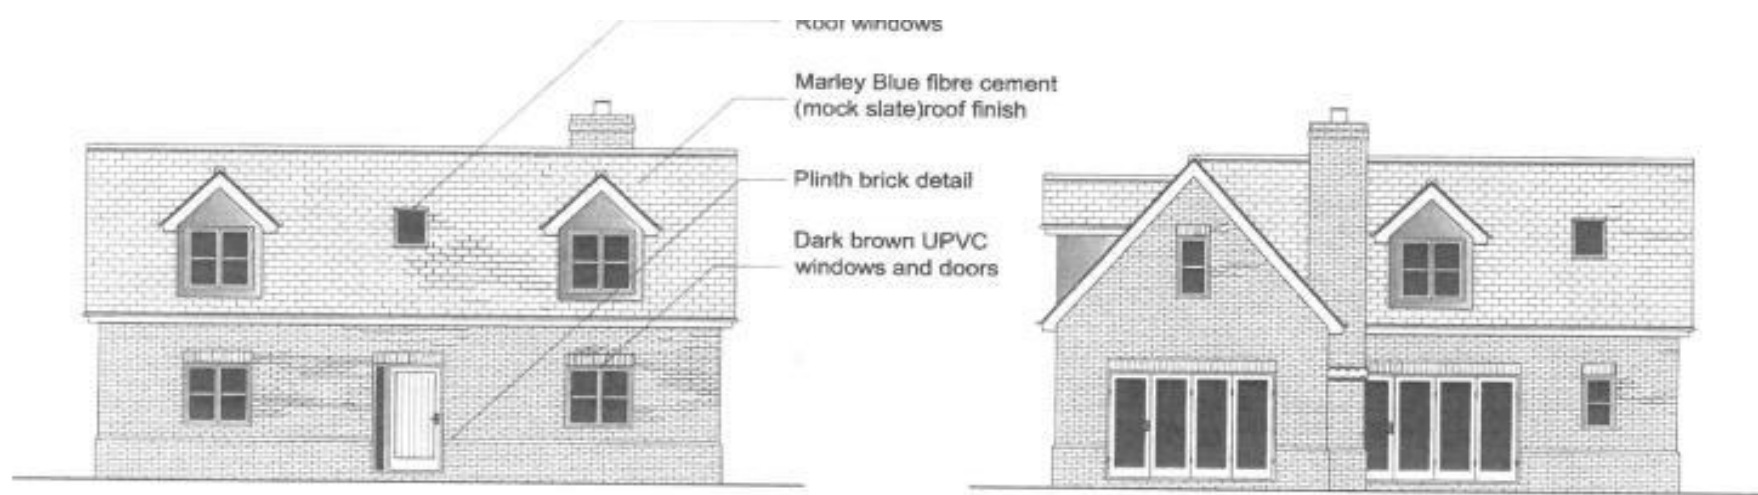 Roof windows
Marley Blue fibre cement
(mock slate)roof finish
Plinth brick detail
Dark brown UPVC
windows and doors